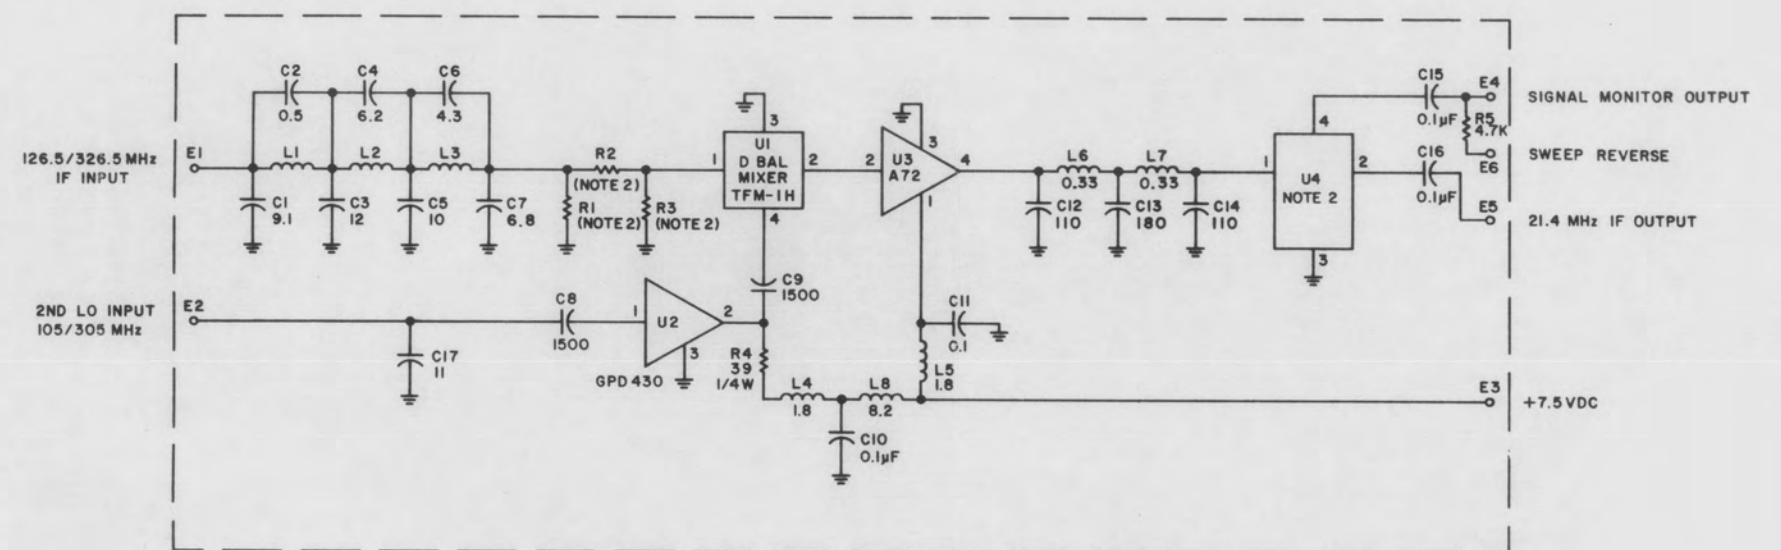 C2
0.5
C4
6.2
C6
4.3
126.5/326.5 MHz
IF INPUT
E1
L1
L2
L3
C1
9.1
C3
12
C5
10
C7
6.8
R2
(NOTE 2)
R1
(NOTE 2)
R3
(NOTE 2)
3
U1
D BAL
MIXER
TFM-1H
1
2
4
C9
1500
2
U3
A72
3
4
1
L6
0.33
L7
0.33
C12
110
C13
180
C14
110
1
U4
NOTE 2
4
2
3
C15
0.1µF
E4
R5
4.7K
SIGNAL MONITOR OUTPUT
E6
SWEEP REVERSE
C16
0.1µF
E5
21.4 MHz IF OUTPUT
2ND LO INPUT
105/305 MHz
E2
C17
11
C8
1500
1
U2
2
3
GPD 430
R4
39
1/4W
L4
1.8
L8
8.2
C10
0.1µF
C11
0.1
L5
1.8
E3
+7.5VDC